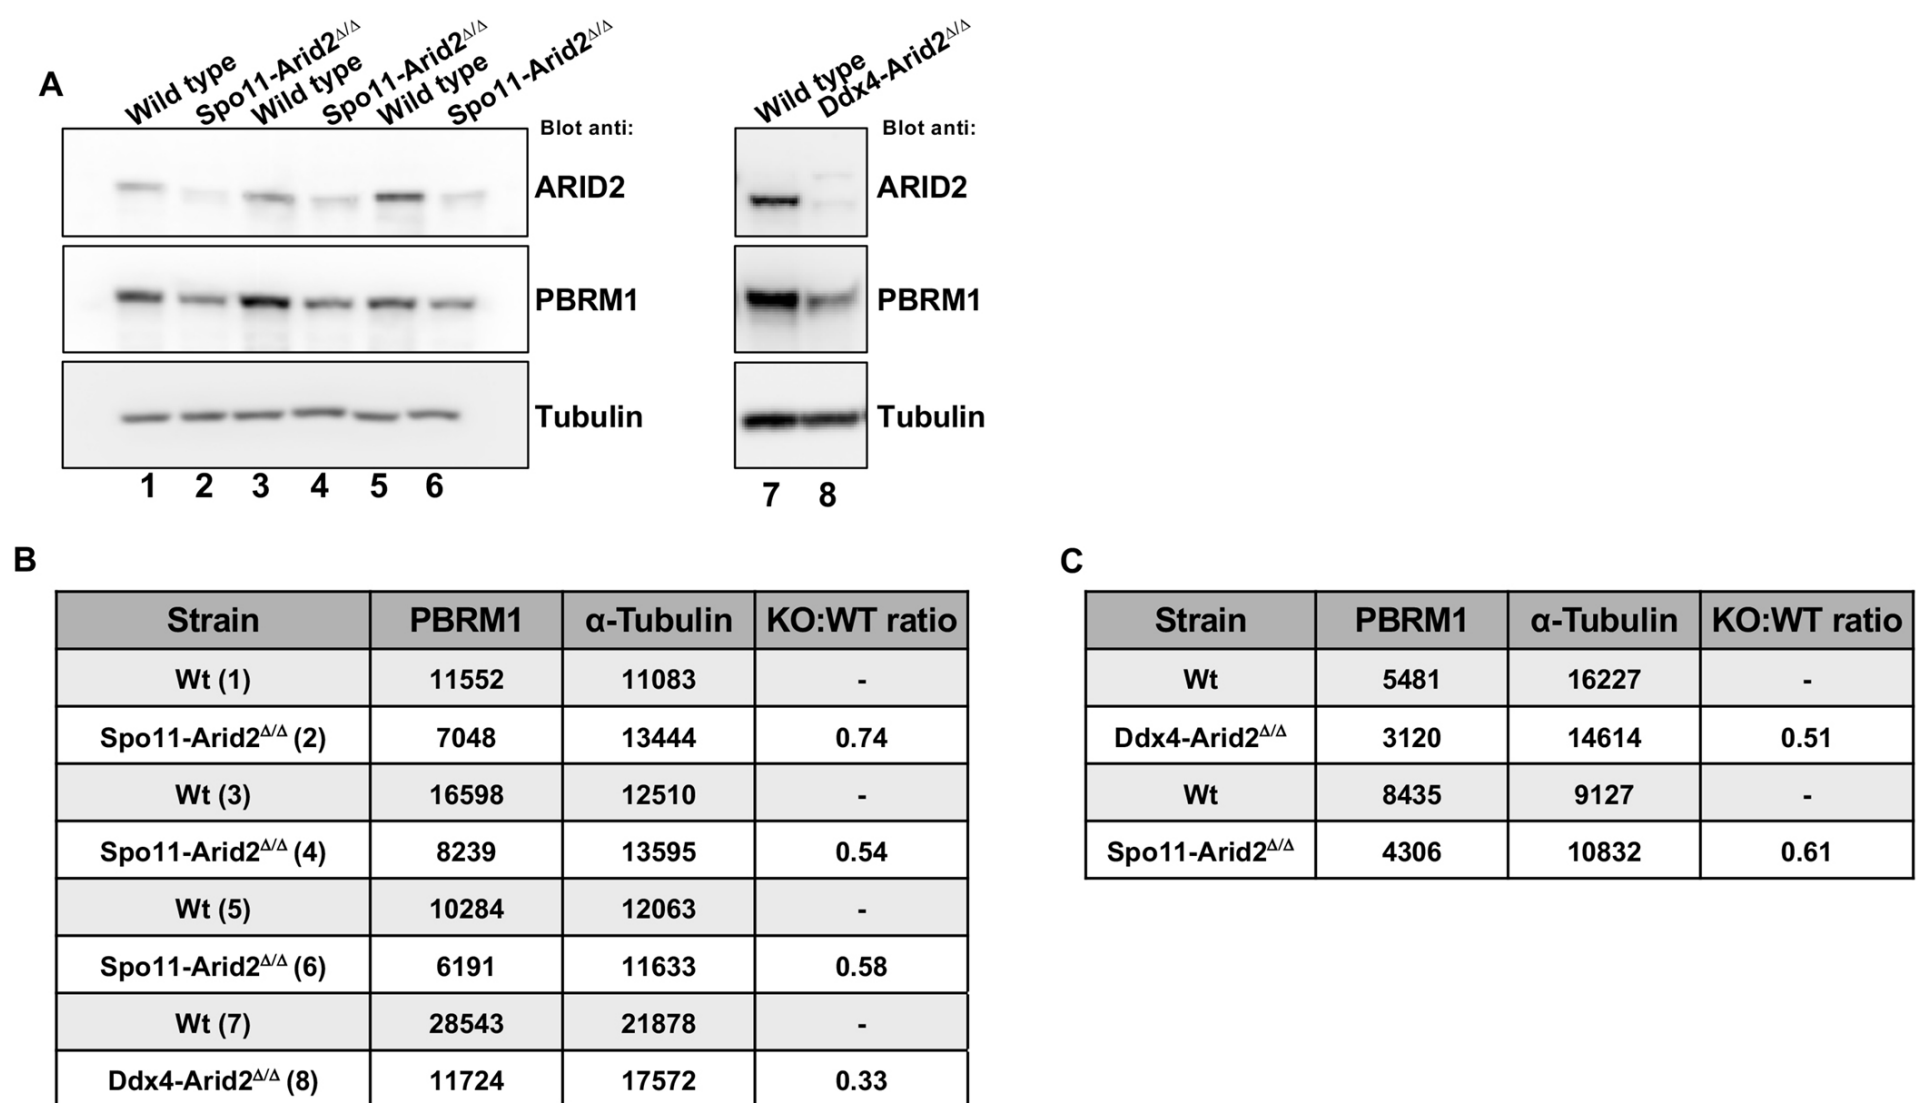 A
Wild type
Spo11-Arid2Δ/Δ
Wild type
Spo11-Arid2Δ/Δ
Wild type
Spo11-Arid2Δ/Δ
Blot anti:
ARID2
PBRM1
Tubulin
1 2 3 4 5 6
Wild type
Ddx4-Arid2Δ/Δ
Blot anti:
ARID2
PBRM1
Tubulin
7 8
B
Strain PBRM1 α-Tubulin KO:WT ratio
Wt (1) 11552 11083 -
Spo11-Arid2Δ/Δ (2) 7048 13444 0.74
Wt (3) 16598 12510 -
Spo11-Arid2Δ/Δ (4) 8239 13595 0.54
Wt (5) 10284 12063 -
Spo11-Arid2Δ/Δ (6) 6191 11633 0.58
Wt (7) 28543 21878 -
Ddx4-Arid2Δ/Δ (8) 11724 17572 0.33
C
Strain PBRM1 α-Tubulin KO:WT ratio
Wt 5481 16227 -
Ddx4-Arid2Δ/Δ 3120 14614 0.51
Wt 8435 9127 -
Spo11-Arid2Δ/Δ 4306 10832 0.61